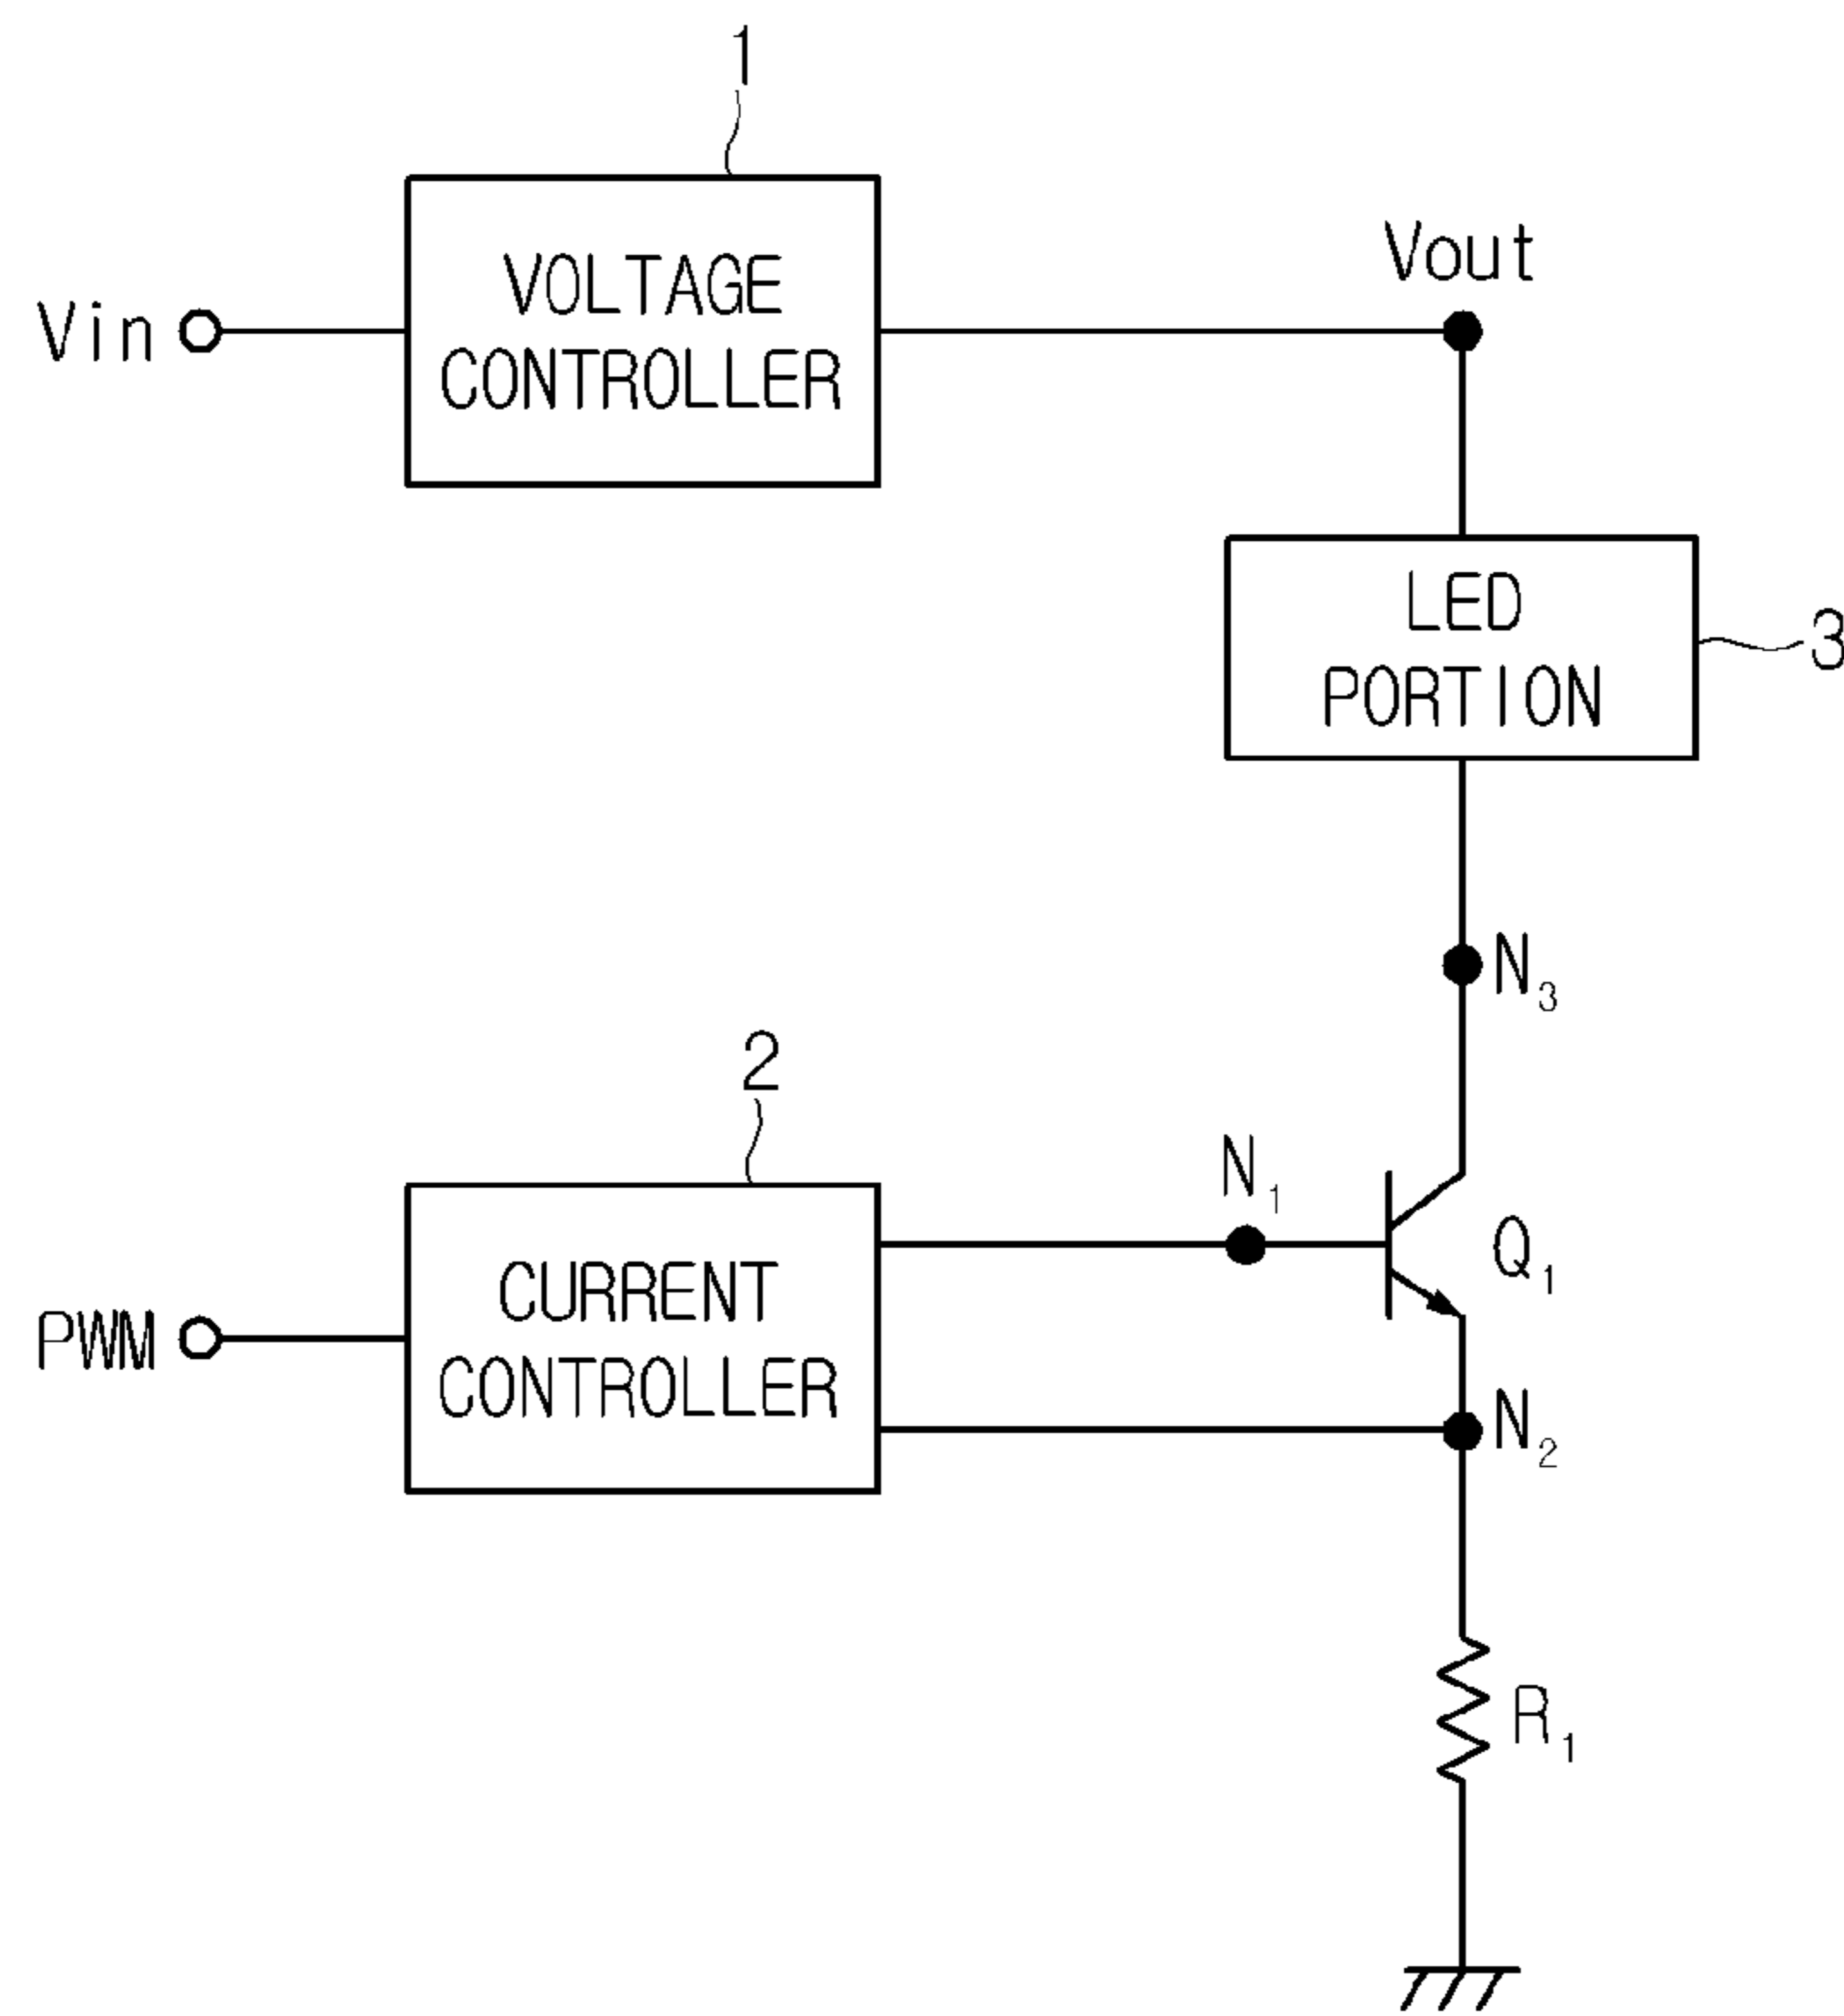 1
VOLTAGE
CONTROLLER
Vin
Vout
LED
PORTION
3
N3
2
N1
CURRENT
CONTROLLER
Q1
PWM
N2
R1